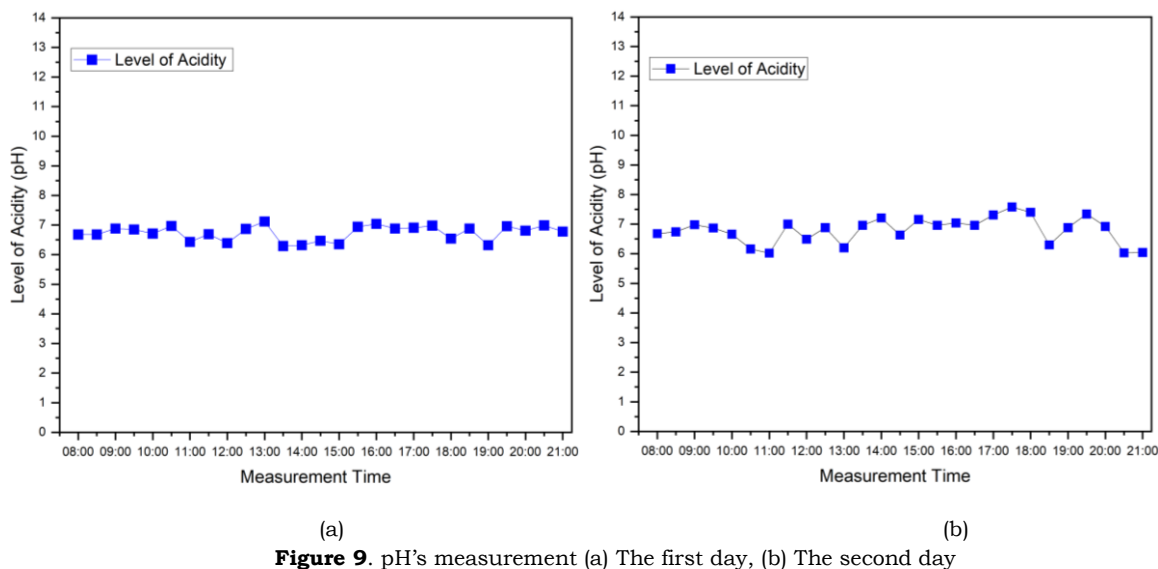 14
13
12
11
10
9
8
7
6
5
4
3
2
1
0
Level of Acidity (pH)
Level of Acidity
08:00 09:00 10:00 11:00 12:00 13:00 14:00 15:00 16:00 17:00 18:00 19:00 20:00 21:00
Measurement Time
14
13
12
11
10
9
8
7
6
5
4
3
2
1
0
Level of Acidity (pH)
Level of Acidity
08:00 09:00 10:00 11:00 12:00 13:00 14:00 15:00 16:00 17:00 18:00 19:00 20:00 21:00
Measurement Time
(a)
(b)
Figure 9. pH's measurement (a) The first day, (b) The second day